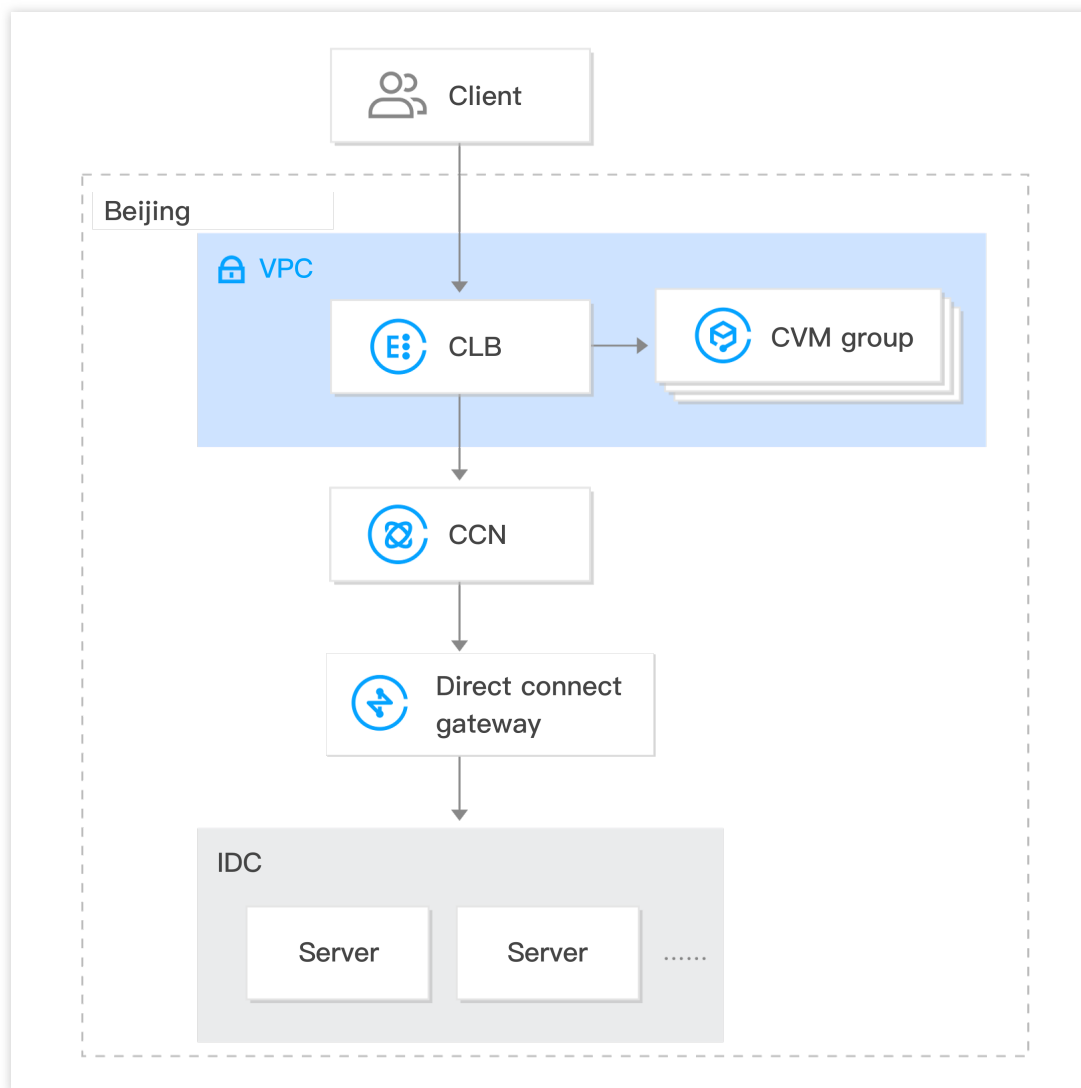 Client
Beijing
VPC
CLB
CVM group
CCN
Direct connect
gateway
IDC
Server
Server
......